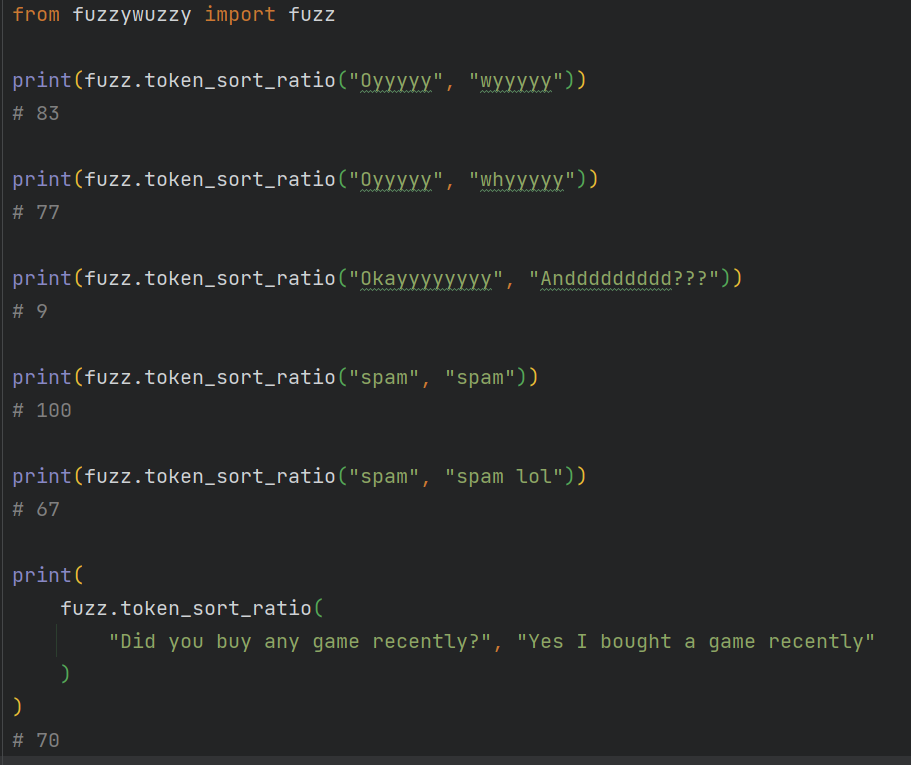 from fuzzywuzzy import fuzz
print(fuzz.token_sort_ratio("Oyyyyy", "wyyyyy"))
# 83
print(fuzz.token_sort_ratio("Oyyyyy", "whyyyyy"))
# 77
print(fuzz.token_sort_ratio("Okayyyyyyyy", "Anddddddddd???"))
# 9
print(fuzz.token_sort_ratio("spam", "spam"))
# 100
print(fuzz.token_sort_ratio("spam", "spam lol"))
# 67
print(
    fuzz.token_sort_ratio(
        "Did you buy any game recently?", "Yes I bought a game recently"
    )
)
# 70